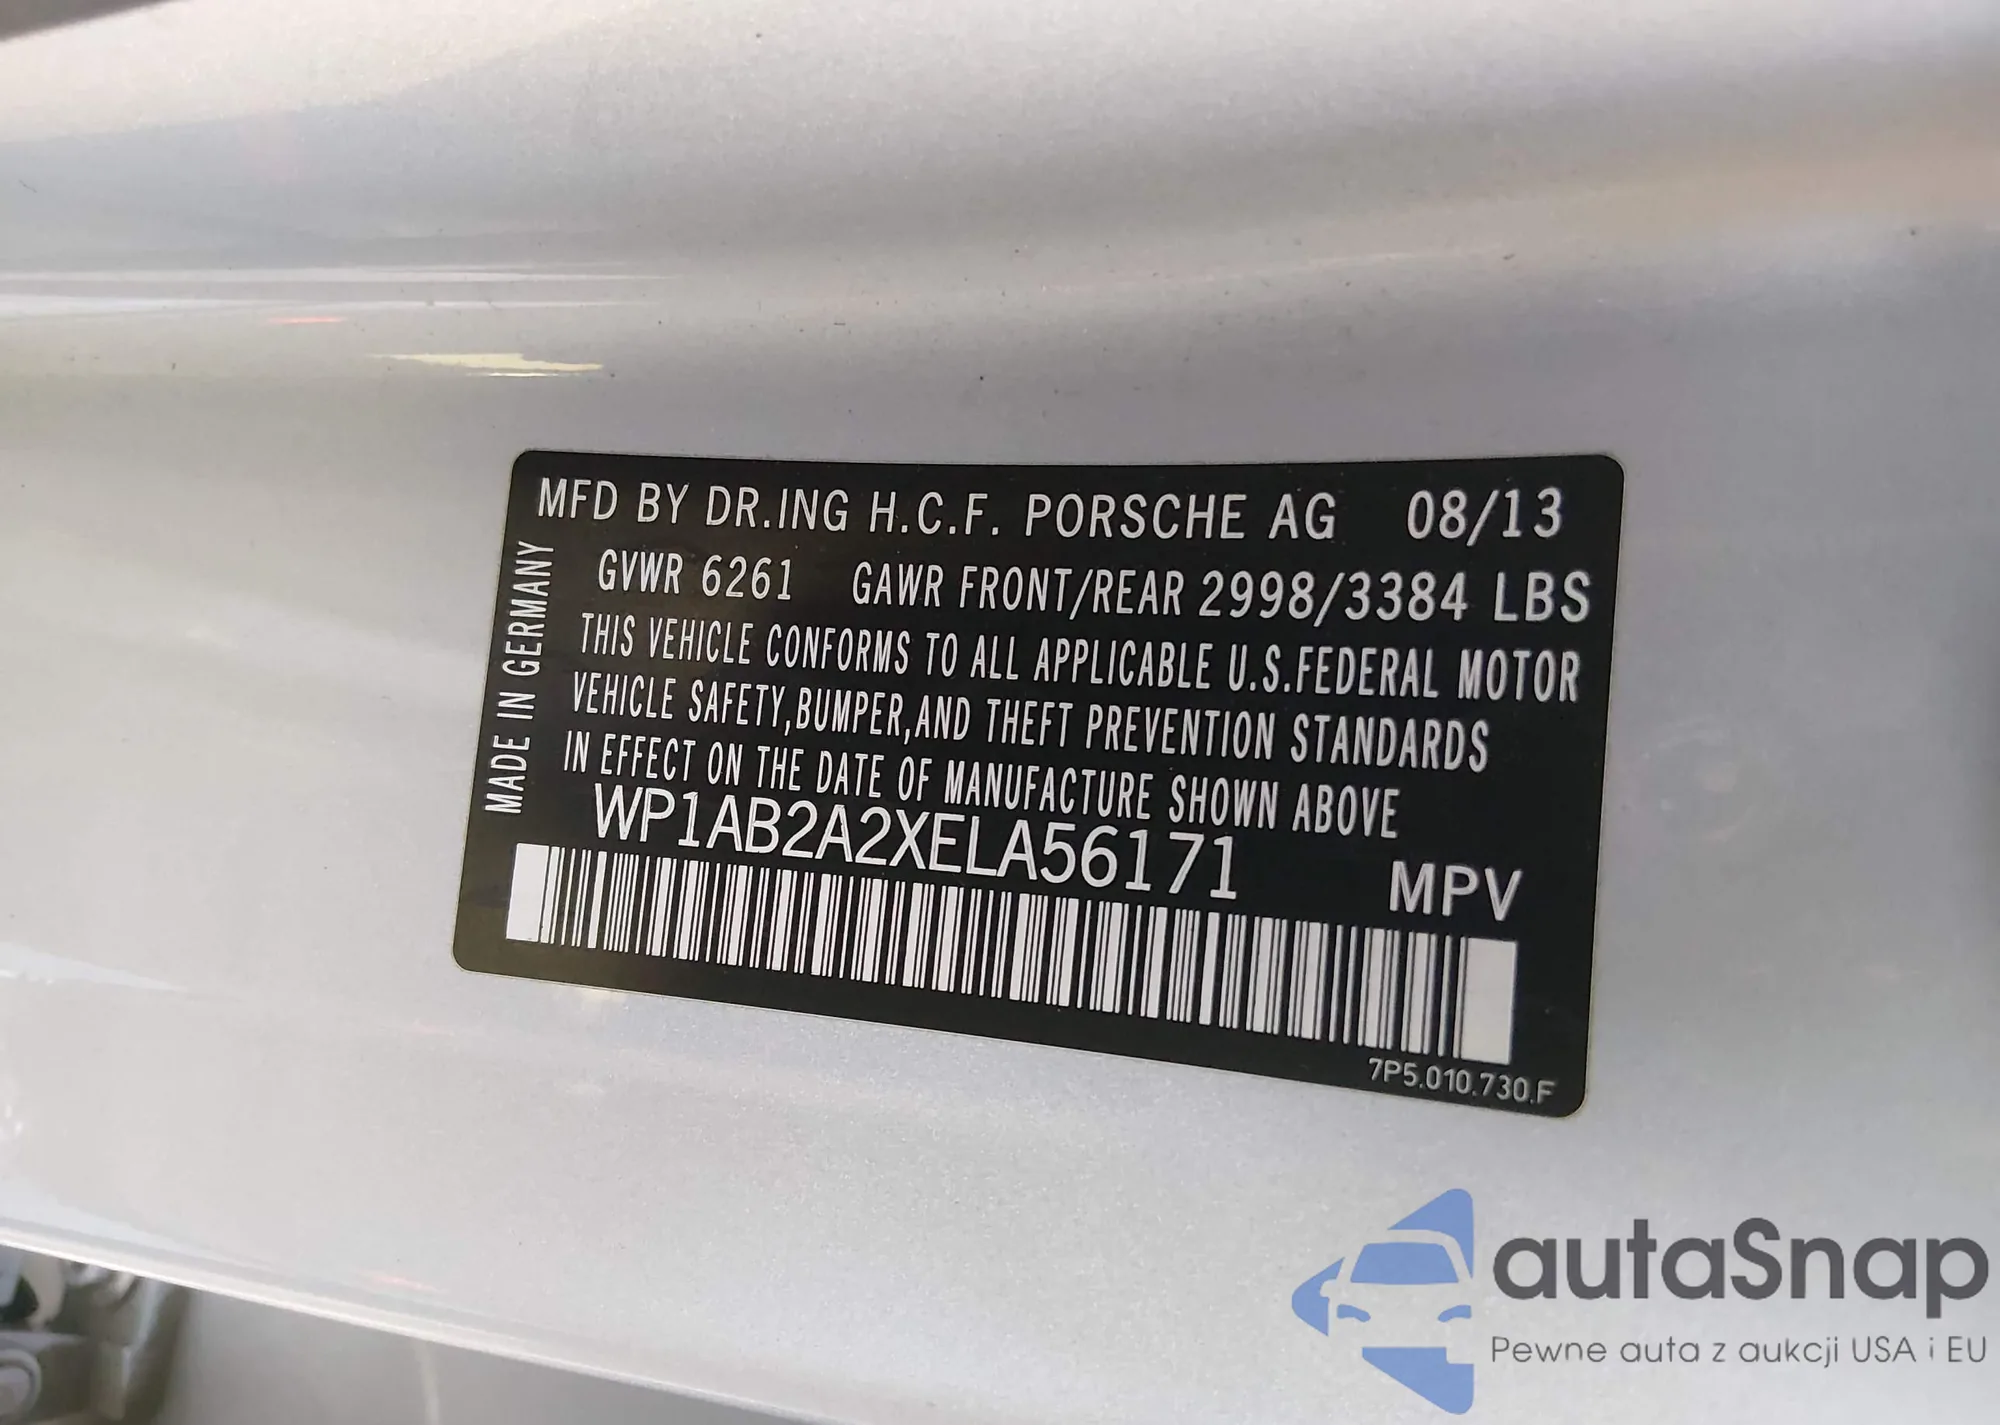 MFD BY DR.ING H.C.F. PORSCHE AG 08/13
GVWR 6261 GAWR FRONT/REAR 2998/3384 LBS
THIS VEHICLE CONFORMS TO ALL APPLICABLE U.S.FEDERAL MOTOR
VEHICLE SAFETY,BUMPER,AND THEFT PREVENTION STANDARDS
IN EFFECT ON THE DATE OF MANUFACTURE SHOWN ABOVE
WP1AB2A2XELA56171
MPV
7P5.010.730.F
MADE IN GERMANY
autaSnap
Pewne auta z aukcji USA i EU